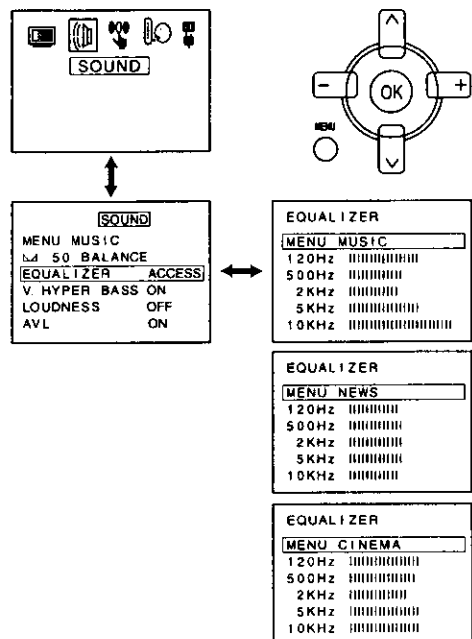 SOUND
- OK +
MENU
SOUND
MENU MUSIC
50 BALANCE
EQUALIZER ACCESS
V. HYPER BASS ON
LOUDNESS OFF
AVL ON
EQUALIZER
MENU MUSIC
120Hz
500Hz
2KHz
5KHz
10KHz
EQUALIZER
MENU NEWS
120Hz
500Hz
2KHz
5KHz
10KHz
EQUALIZER
MENU CINEMA
120Hz
500Hz
2KHz
5KHz
10KHz